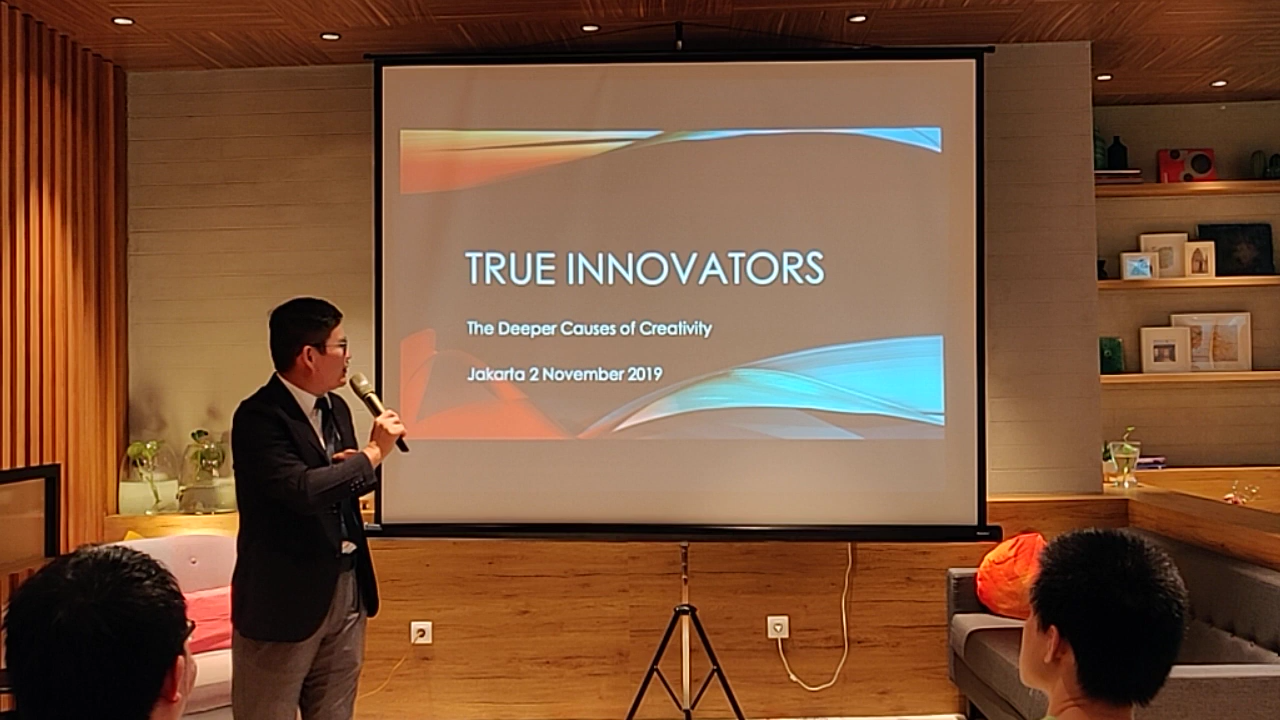 TRUE INNOVATORS
The Deeper Causes of Creativity
Jakarta 2 November 2019